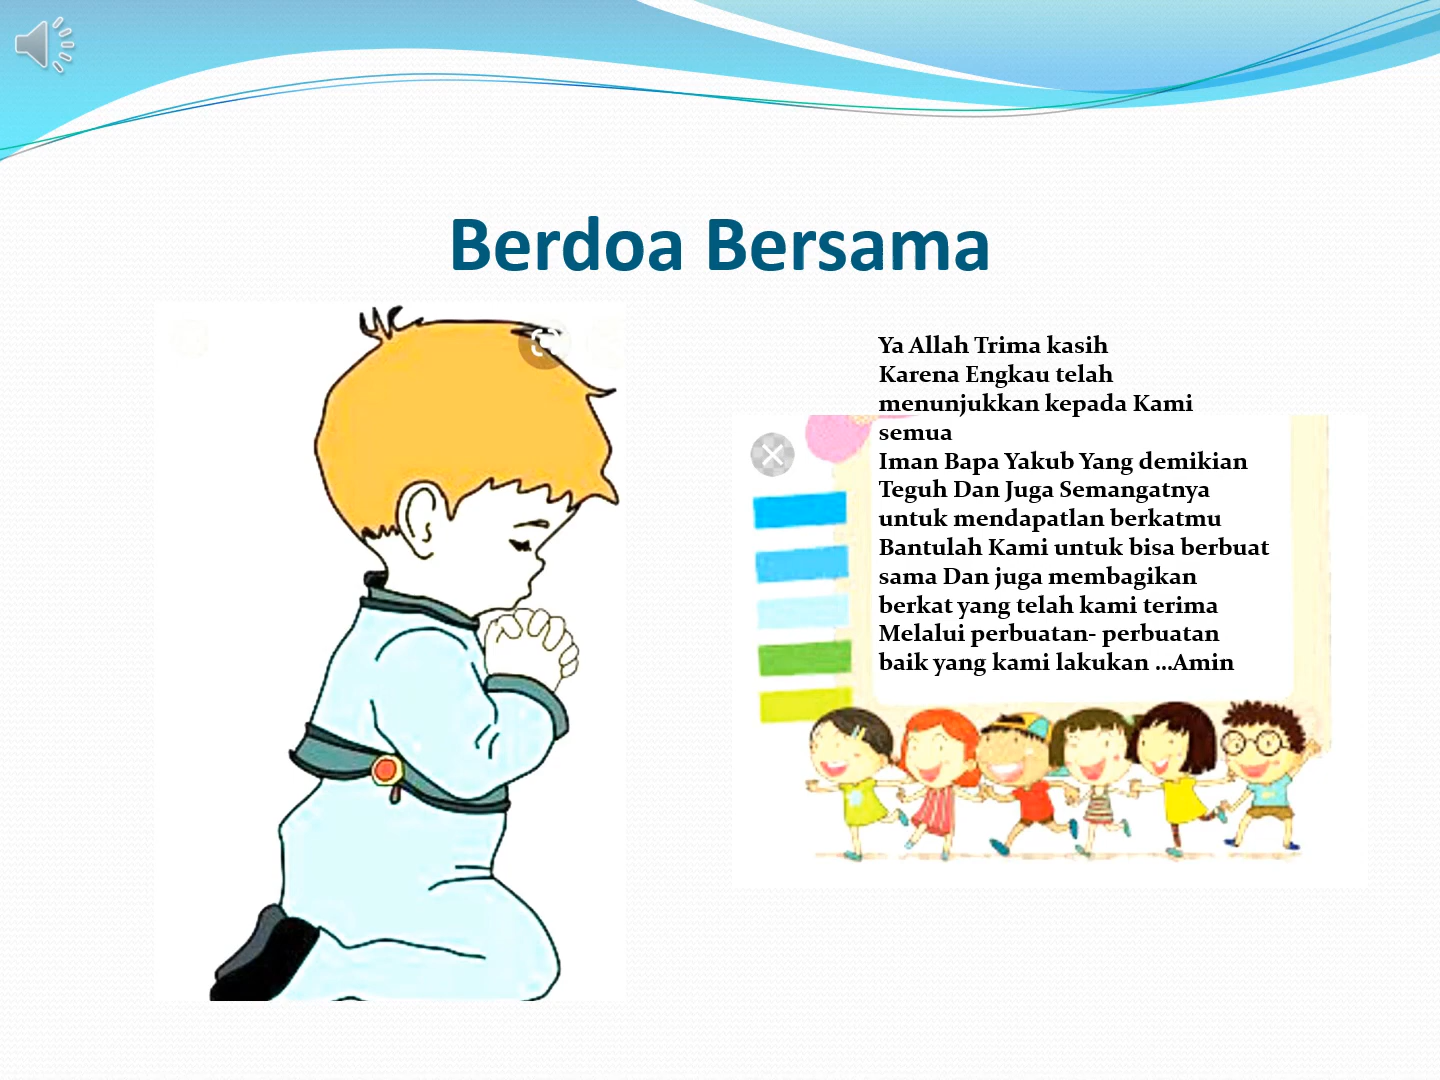 Berdoa Bersama
Ya Allah Trima kasih
Karena Engkau telah
menunjukkan kepada Kami
semua
Iman Bapa Yakub Yang demikian
Teguh Dan Juga Semangatnya
untuk mendapatlan berkatmu
Bantulah Kami untuk bisa berbuat
sama Dan juga membagikan
berkat yang telah kami terima
Melalui perbuatan- perbuatan
baik yang kami lakukan ...Amin